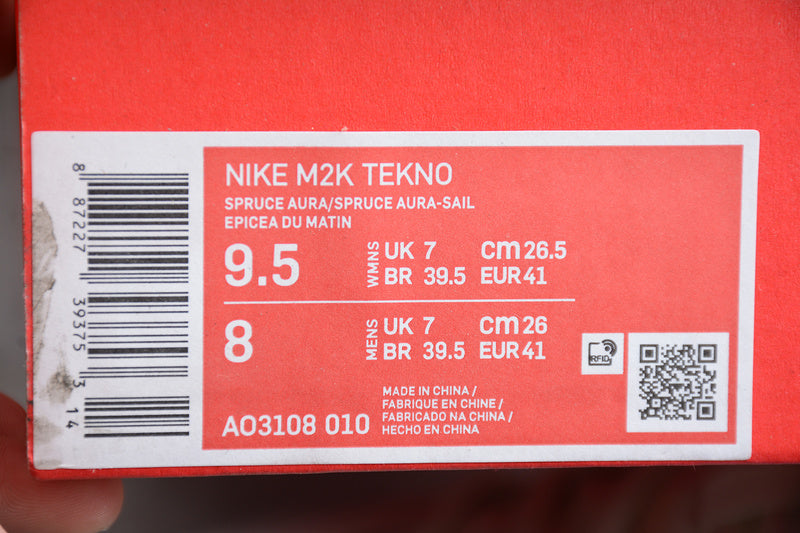 8 87227 39375 3 14
NIKE M2K TEKNO
SPRUCE AURA/SPRUCE AURA-SAIL
EPICEA DU MATIN
9.5
WMNS
UK 7 cm 26.5
BR 39.5 EUR 41
8
MENS
UK 7 cm 26
BR 39.5 EUR 41
RFID
AO3108 010
MADE IN CHINA /
FABRIQUE EN CHINE /
FABRICADO NA CHINA /
HECHO EN CHINA